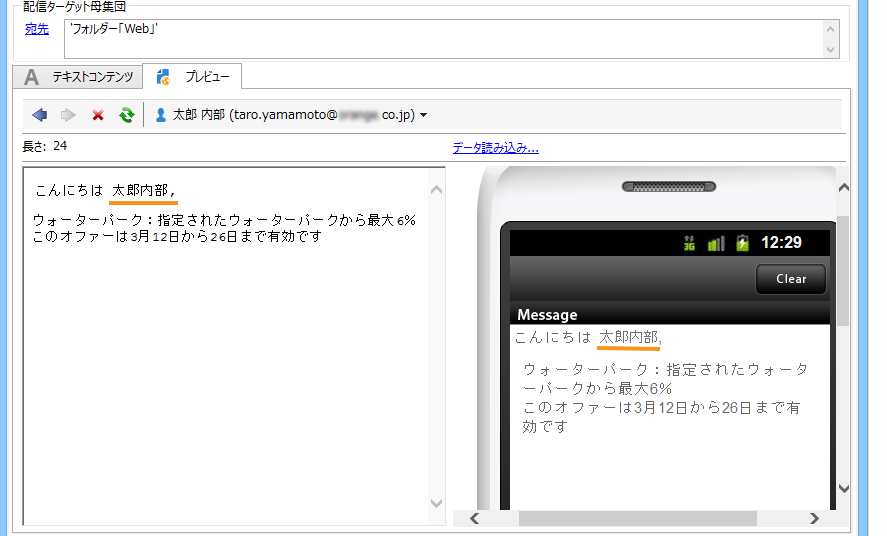 配信ターゲット母集団
宛先 'フォルダー「Web」'
A テキストコンテンツ プレビュー
太郎 内部 (taro.yamamoto@ co.jp)
長さ: 24 データ読み込み...
こんにちは 太郎内部,
ウォーターパーク：指定されたウォーターパークから最大6%
このオファーは3月12日から26日まで有効です
3G 12:29
Clear
Message
こんにちは 太郎内部,
ウォーターパーク：指定されたウォータ
ーパークから最大6%
このオファーは3月12日から26日まで有
効です